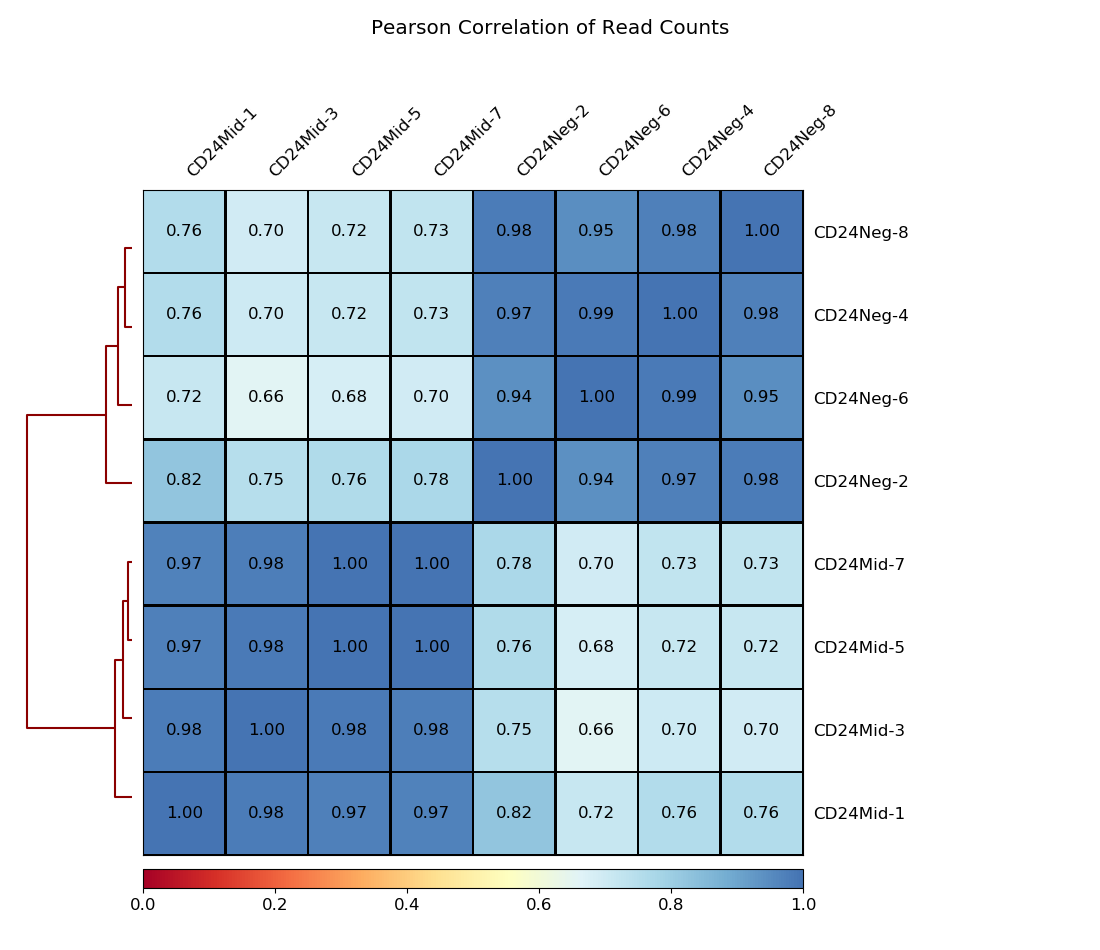 Pearson Correlation of Read Counts
CD24Mid-1 CD24Mid-3 CD24Mid-5 CD24Mid-7 CD24Neg-2 CD24Neg-6 CD24Neg-4 CD24Neg-8
0.76 0.70 0.72 0.73 0.98 0.95 0.98 1.00 CD24Neg-8
0.76 0.70 0.72 0.73 0.97 0.99 1.00 0.98 CD24Neg-4
0.72 0.66 0.68 0.70 0.94 1.00 0.99 0.95 CD24Neg-6
0.82 0.75 0.76 0.78 1.00 0.94 0.97 0.98 CD24Neg-2
0.97 0.98 1.00 1.00 0.78 0.70 0.73 0.73 CD24Mid-7
0.97 0.98 1.00 1.00 0.76 0.68 0.72 0.72 CD24Mid-5
0.98 1.00 0.98 0.98 0.75 0.66 0.70 0.70 CD24Mid-3
1.00 0.98 0.97 0.97 0.82 0.72 0.76 0.76 CD24Mid-1
0.0 0.2 0.4 0.6 0.8 1.0